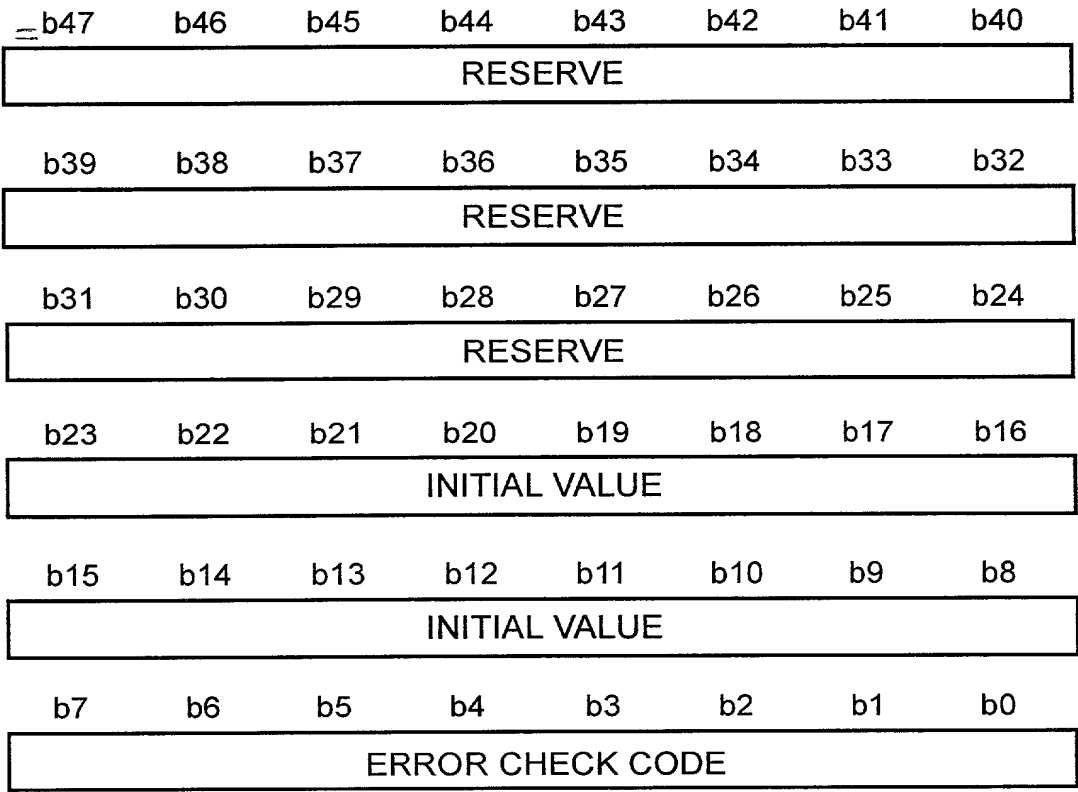 b47 b46 b45 b44 b43 b42 b41 b40
RESERVE
b39 b38 b37 b36 b35 b34 b33 b32
RESERVE
b31 b30 b29 b28 b27 b26 b25 b24
RESERVE
b23 b22 b21 b20 b19 b18 b17 b16
INITIAL VALUE
b15 b14 b13 b12 b11 b10 b9 b8
INITIAL VALUE
b7 b6 b5 b4 b3 b2 b1 b0
ERROR CHECK CODE